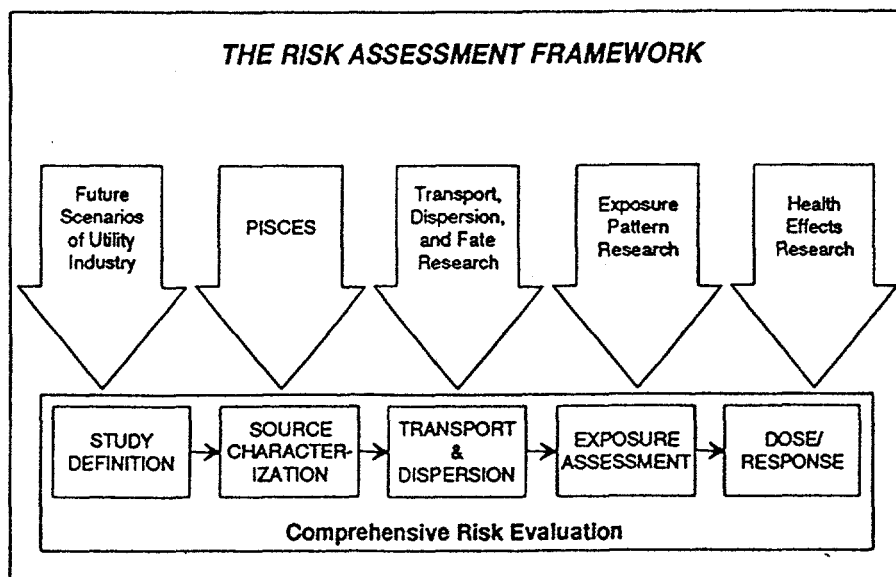 THE RISK ASSESSMENT FRAMEWORK
Future
Scenarios
of Utility
Industry
PISCES
Transport,
Dispersion,
and Fate
Research
Exposure
Pattern
Research
Health
Effects
Research
STUDY
DEFINITION
SOURCE
CHARACTER-
IZATION
TRANSPORT
&
DISPERSION
EXPOSURE
ASSESSMENT
DOSE/
RESPONSE
Comprehensive Risk Evaluation